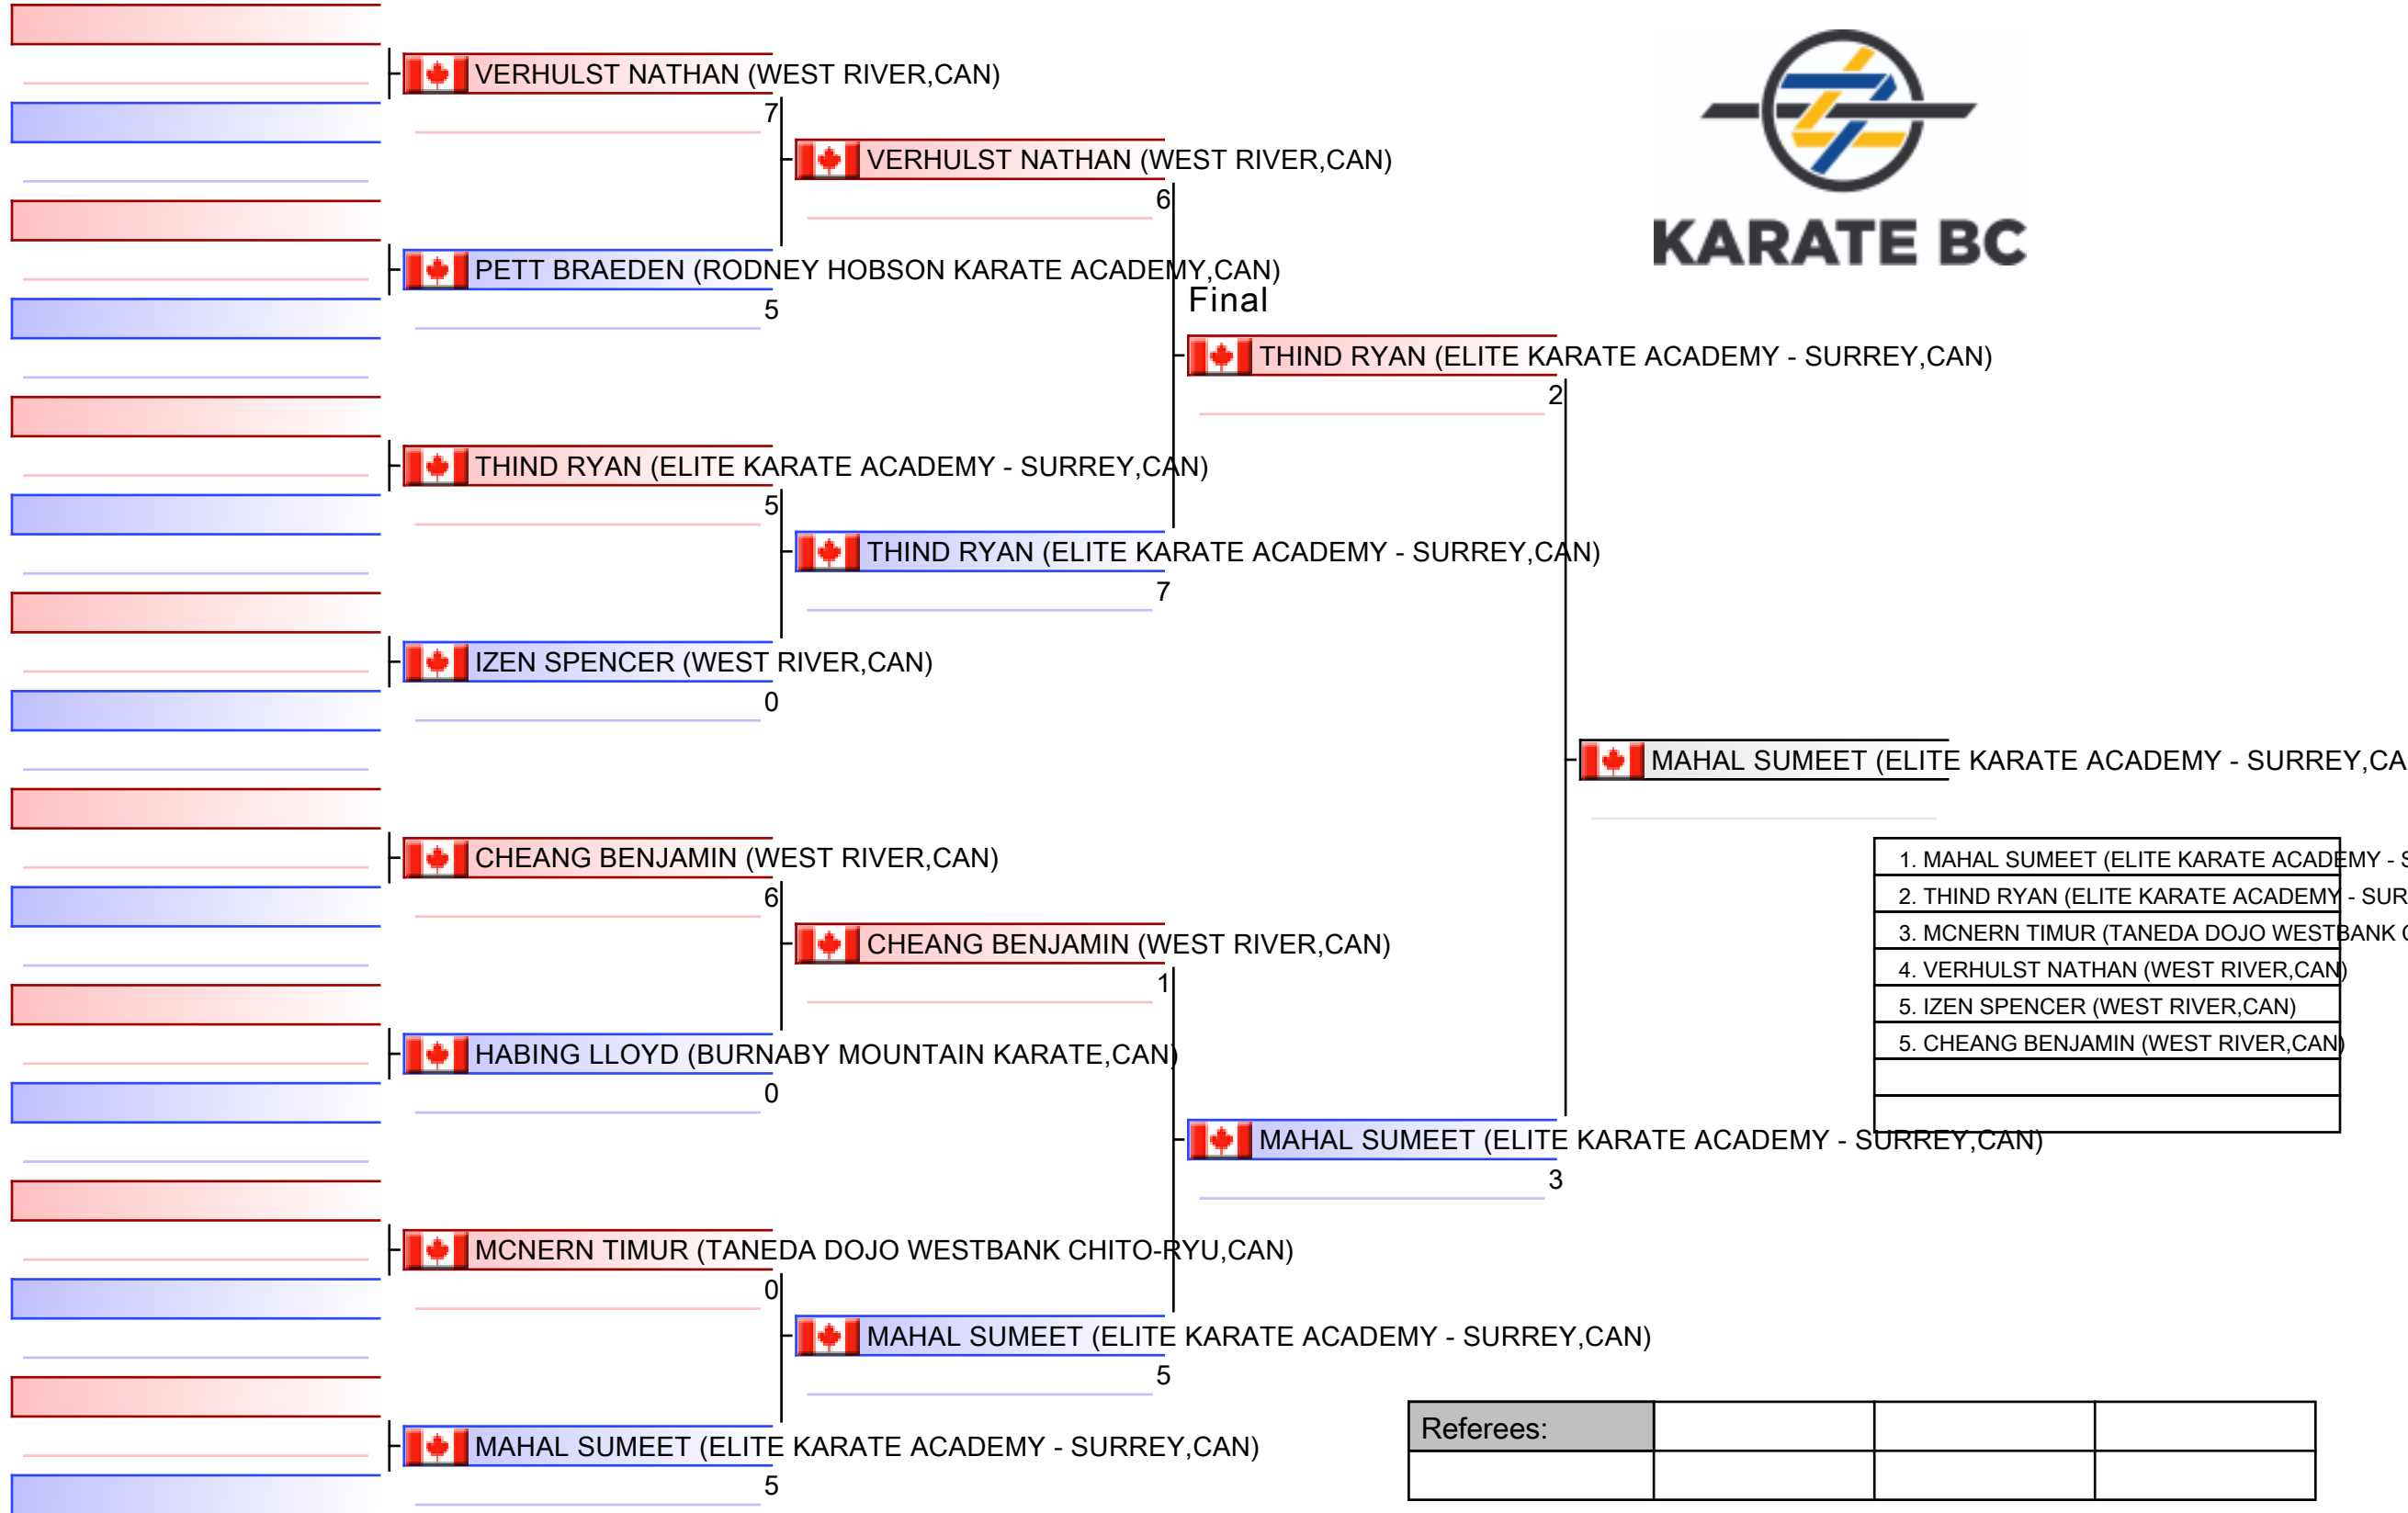 VERHULST NATHAN (WEST RIVER,CAN)
7
VERHULST NATHAN (WEST RIVER,CAN)
6
KARATE BC
PETT BRAEDEN (RODNEY HOBSON KARATE ACADEMY,CAN)
5
Final
THIND RYAN (ELITE KARATE ACADEMY - SURREY,CAN)
2
THIND RYAN (ELITE KARATE ACADEMY - SURREY,CAN)
5
THIND RYAN (ELITE KARATE ACADEMY - SURREY,CAN)
7
IZEN SPENCER (WEST RIVER,CAN)
0
MAHAL SUMEET (ELITE KARATE ACADEMY - SURREY,CA
CHEANG BENJAMIN (WEST RIVER,CAN)
6
CHEANG BENJAMIN (WEST RIVER,CAN)
1
1. MAHAL SUMEET (ELITE KARATE ACADEMY - S
2. THIND RYAN (ELITE KARATE ACADEMY - SUR
3. MCNERN TIMUR (TANEDA DOJO WESTBANK C
4. VERHULST NATHAN (WEST RIVER,CAN)
5. IZEN SPENCER (WEST RIVER,CAN)
5. CHEANG BENJAMIN (WEST RIVER,CAN)
HABING LLOYD (BURNABY MOUNTAIN KARATE,CAN)
0
MAHAL SUMEET (ELITE KARATE ACADEMY - SURREY,CAN)
3
MCNERN TIMUR (TANEDA DOJO WESTBANK CHITO-RYU,CAN)
0
MAHAL SUMEET (ELITE KARATE ACADEMY - SURREY,CAN)
5
MAHAL SUMEET (ELITE KARATE ACADEMY - SURREY,CAN)
5
Referees: